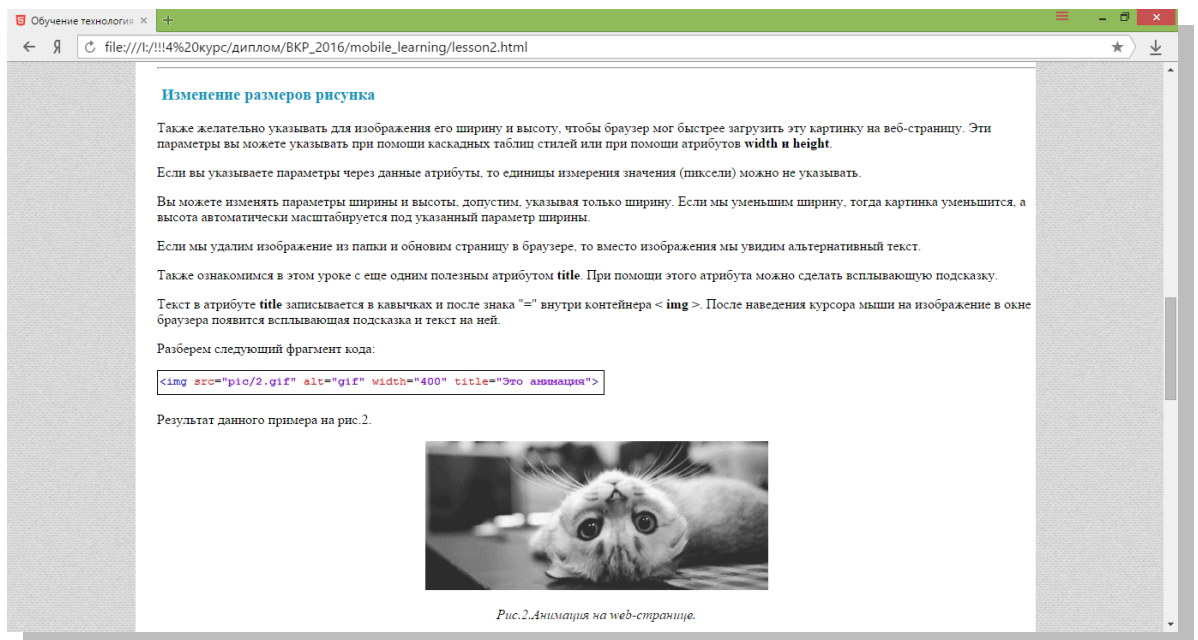 Обучение технология
file:///I:/!!!4%20курс/диплом/ВКР_2016/mobile_learning/lesson2.html
Изменение размеров рисунка
Также желательно указывать для изображения его ширину и высоту, чтобы браузер мог быстрее загрузить эту картинку на веб-страницу. Эти
параметры вы можете указывать при помощи каскадных таблиц стилей или при помощи атрибутов width и height.
Если вы указываете параметры через данные атрибуты, то единицы измерения значения (пиксели) можно не указывать.
Вы можете изменять параметры ширины и высоты, допустим, указывая только ширину. Если мы уменьшим ширину, тогда картинка уменьшится, а
высота автоматически масштабируется под указанный параметр ширины.
Если мы удалим изображение из папки и обновим страницу в браузере, то вместо изображения мы увидим альтернативный текст.
Также ознакомимся в этом уроке с еще одним полезным атрибутом title. При помощи этого атрибута можно сделать всплывающую подсказку.
Текст в атрибуте title записывается в кавычках и после знака "=" внутри контейнера < img >. После наведения курсора мыши на изображение в окне
браузера появится всплывающая подсказка и текст на ней.
Разберем следующий фрагмент кода:
<img src="pic/2.gif" alt="gif" width="400" title="Это анимация">
Результат данного примера на рис.2.
Рис.2.Анимация на web-странице.